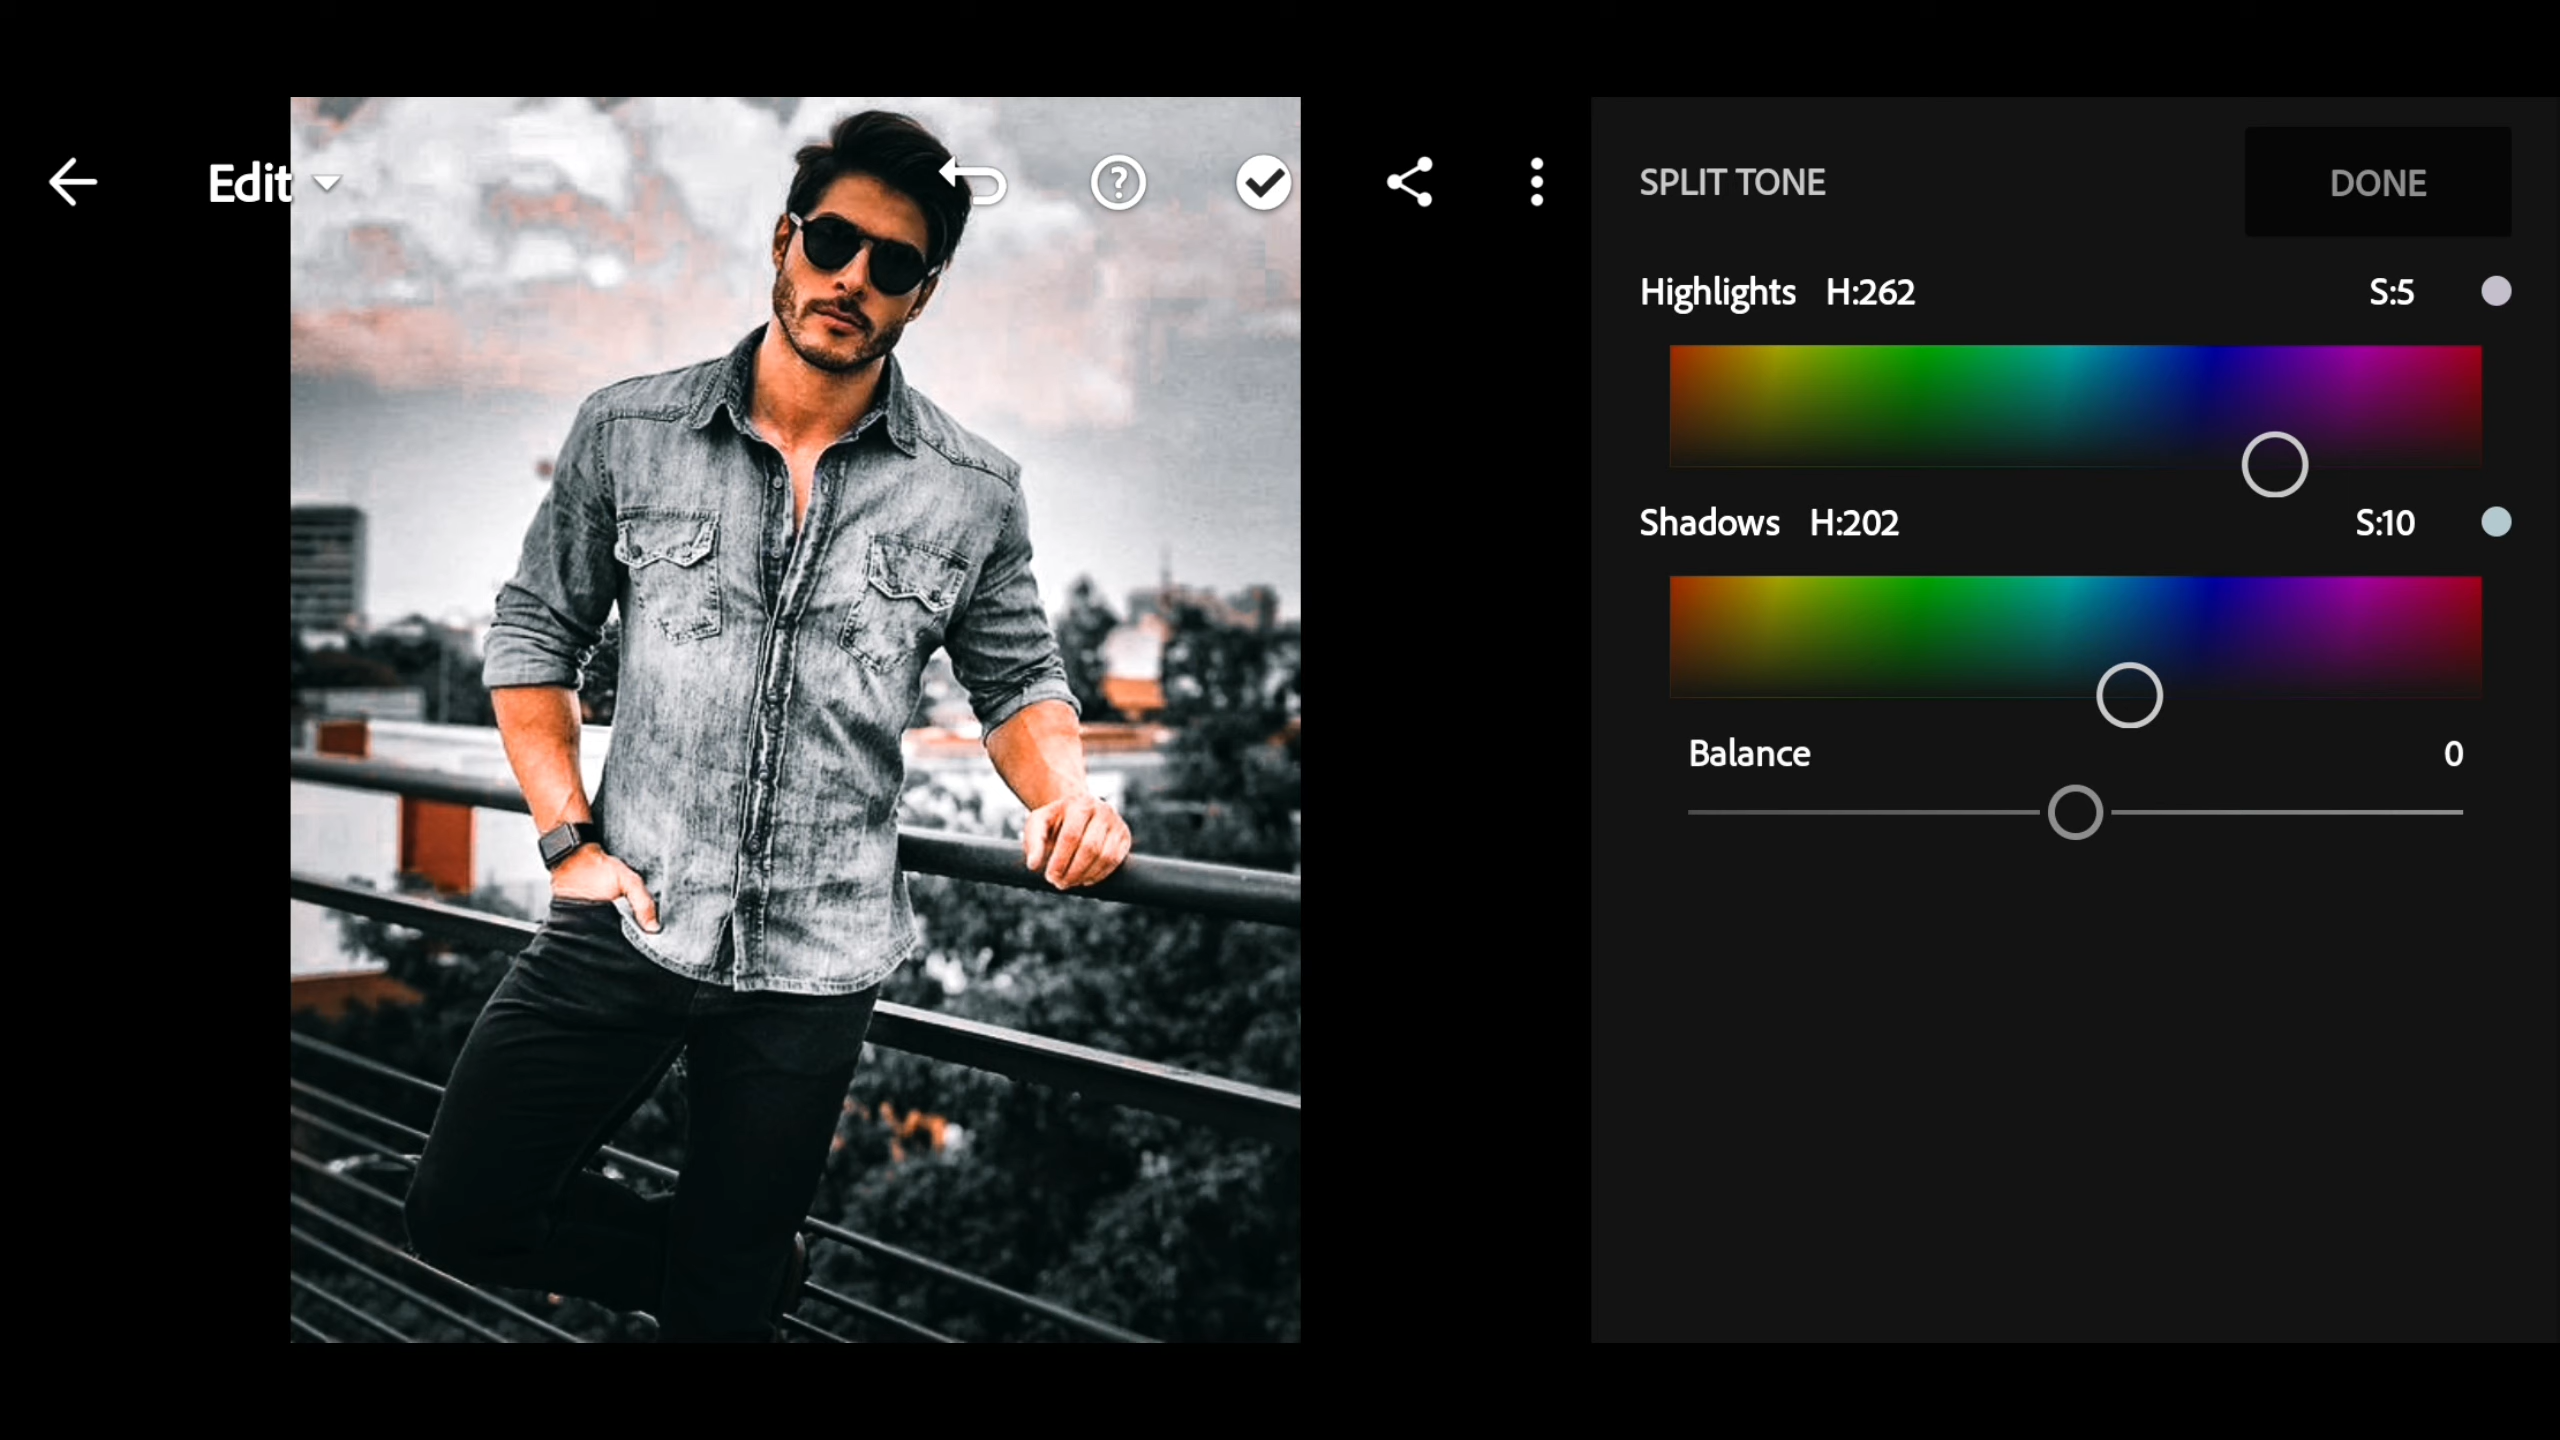 Edit
SPLIT TONE
DONE
Highlights H:262 S:5
Shadows H:202 S:10
Balance 0